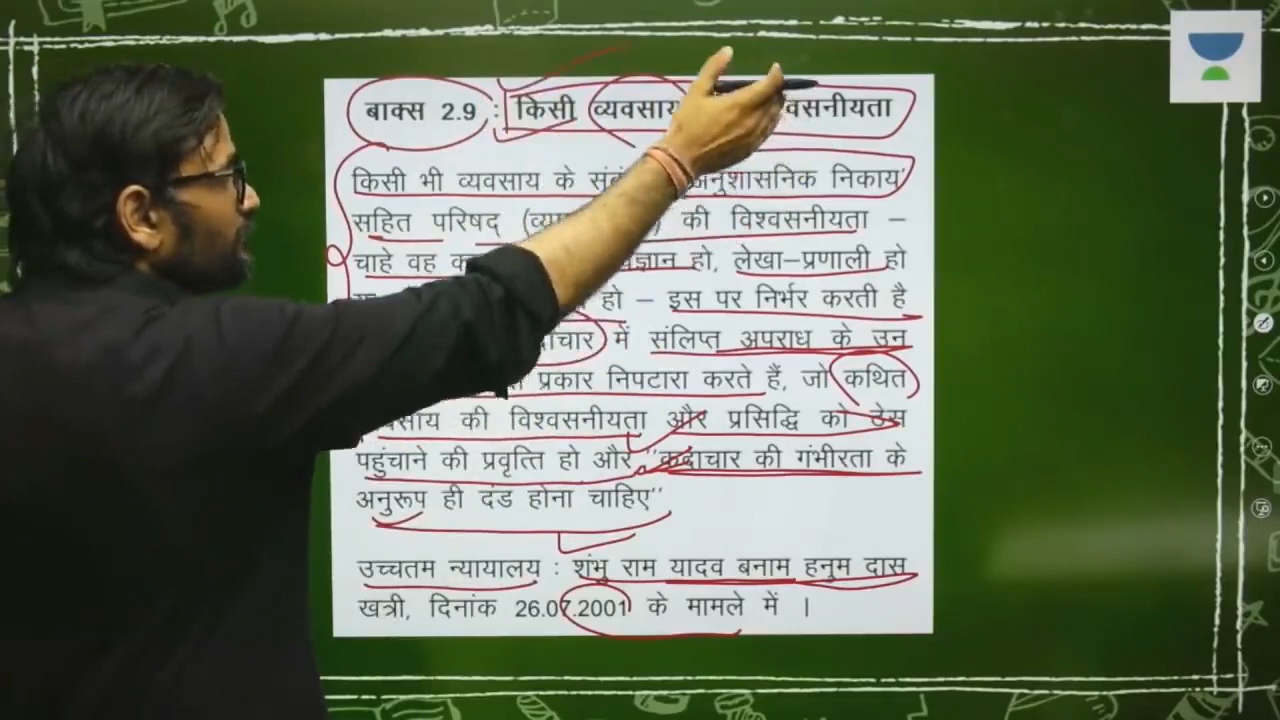 बाक्स 2.9 : किसी व्यवसाय
किसी भी व्यवसाय के अनुशासनिक निकाय'
सहित परिषद की विश्वसनीयता –
चाहे वह हो, लेखा–प्रणाली हो
हो – इस पर निर्भर करती है
में संलिप्त अपराध के उन
प्रकार निपटारा करते हैं, जो कथित
की विश्वसनीयता और प्रसिद्धि को ठेस
पहुंचाने की प्रवृत्ति हो और "कदाचार की गंभीरता के
अनुरूप ही दंड होना चाहिए"
उच्चतम न्यायालय : शंभु राम यादव बनाम हनुम दास
खत्री, दिनांक 26.07.2001 के मामले में ।